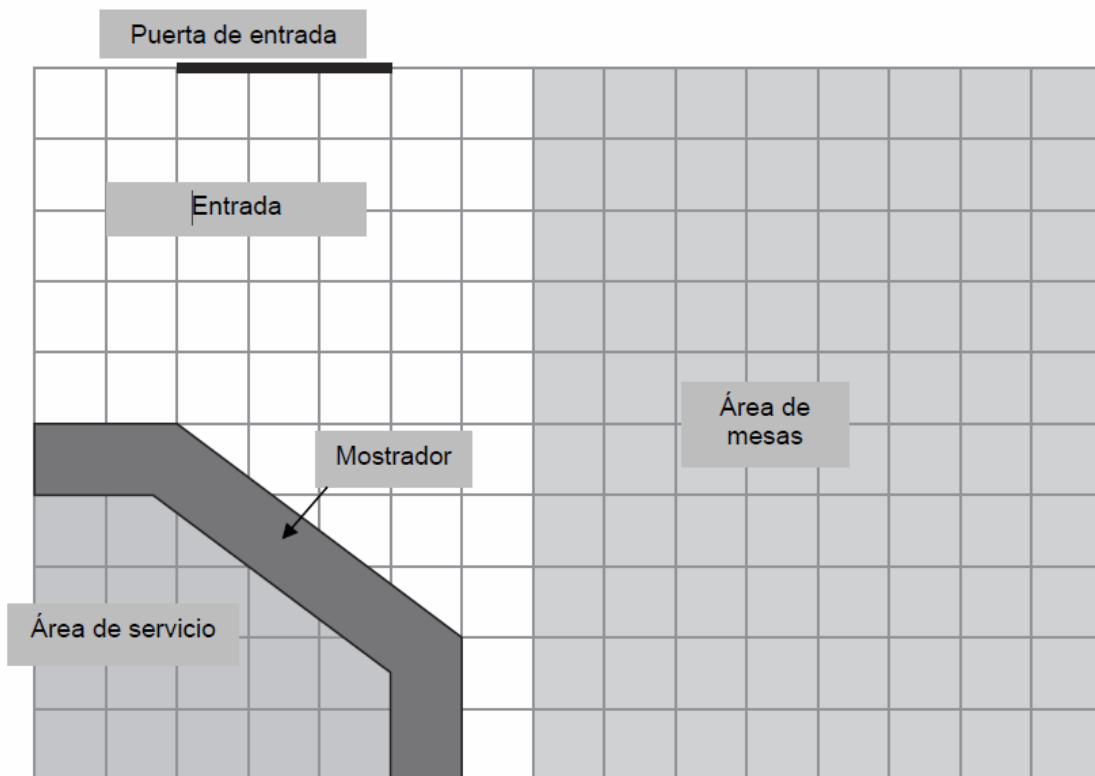 Puerta de entrada
Entrada
Área de
mesas
Mostrador
Área de servicio